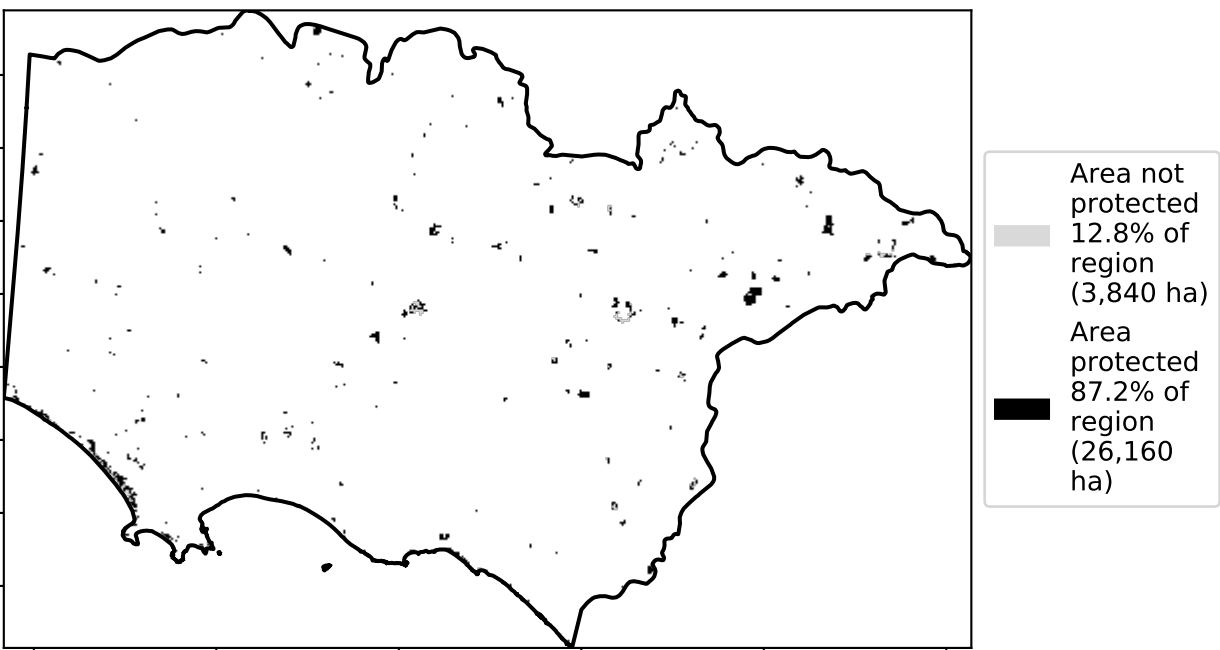 Area not
protected
12.8% of
region
(3,840 ha)
Area
protected
87.2% of
region
(26,160
ha)